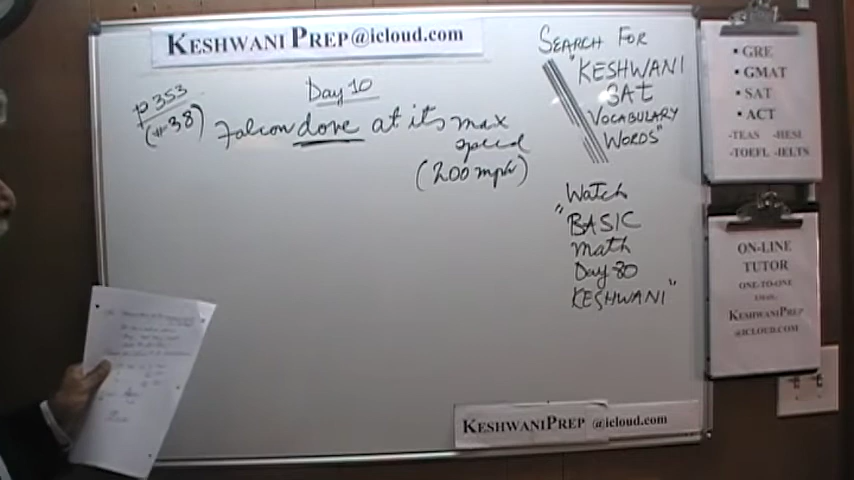 KESHWANI PREP@icloud.com
Day 10
p 353
(#38)
Falcon dove at its max
speed
(200 mph)
SEARCH FOR
"KESHWANI
SAT
VOCABULARY
WORDS"
Watch
"BASIC
math
Day 80
KESHWANI"
• GRE
• GMAT
• SAT
• ACT
-TEAS -HESI
-TOEFL -IELTS
ON-LINE
TUTOR
ONE-TO-ONE
KESHWANIPREP
@ICLOUD.COM
KESHWANIPREP @icloud.com